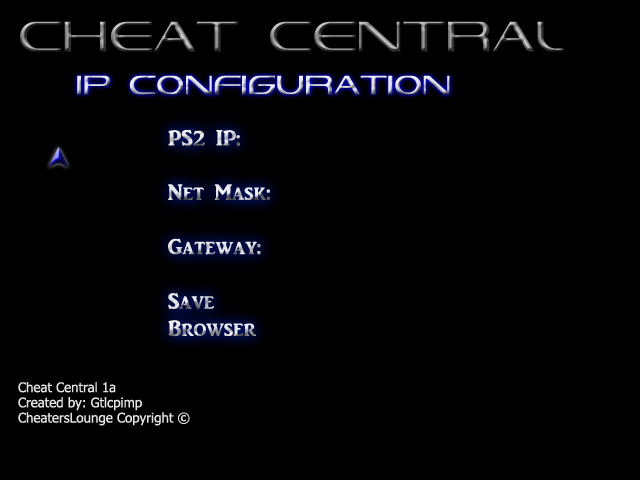 CHEAT CENTRAL
IP CONFIGURATION
PS2 IP:
NET MASK:
GATEWAY:
SAVE
BROWSER
Cheat Central 1a
Created by: Gtlcpimp
CheatersLounge Copyright ©